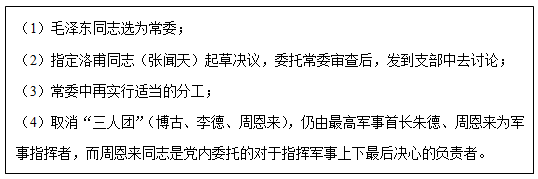 （1）毛泽东同志选为常委；
（2）指定洛甫同志（张闻天）起草决议，委托常委审查后，发到支部中去讨论；
（3）常委中再实行适当的分工；
（4）取消“三人团”（博古、李德、周恩来），仍由最高军事首长朱德、周恩来为军
事指挥者，而周恩来同志是党内委托的对于指挥军事上下最后决心的负责者。